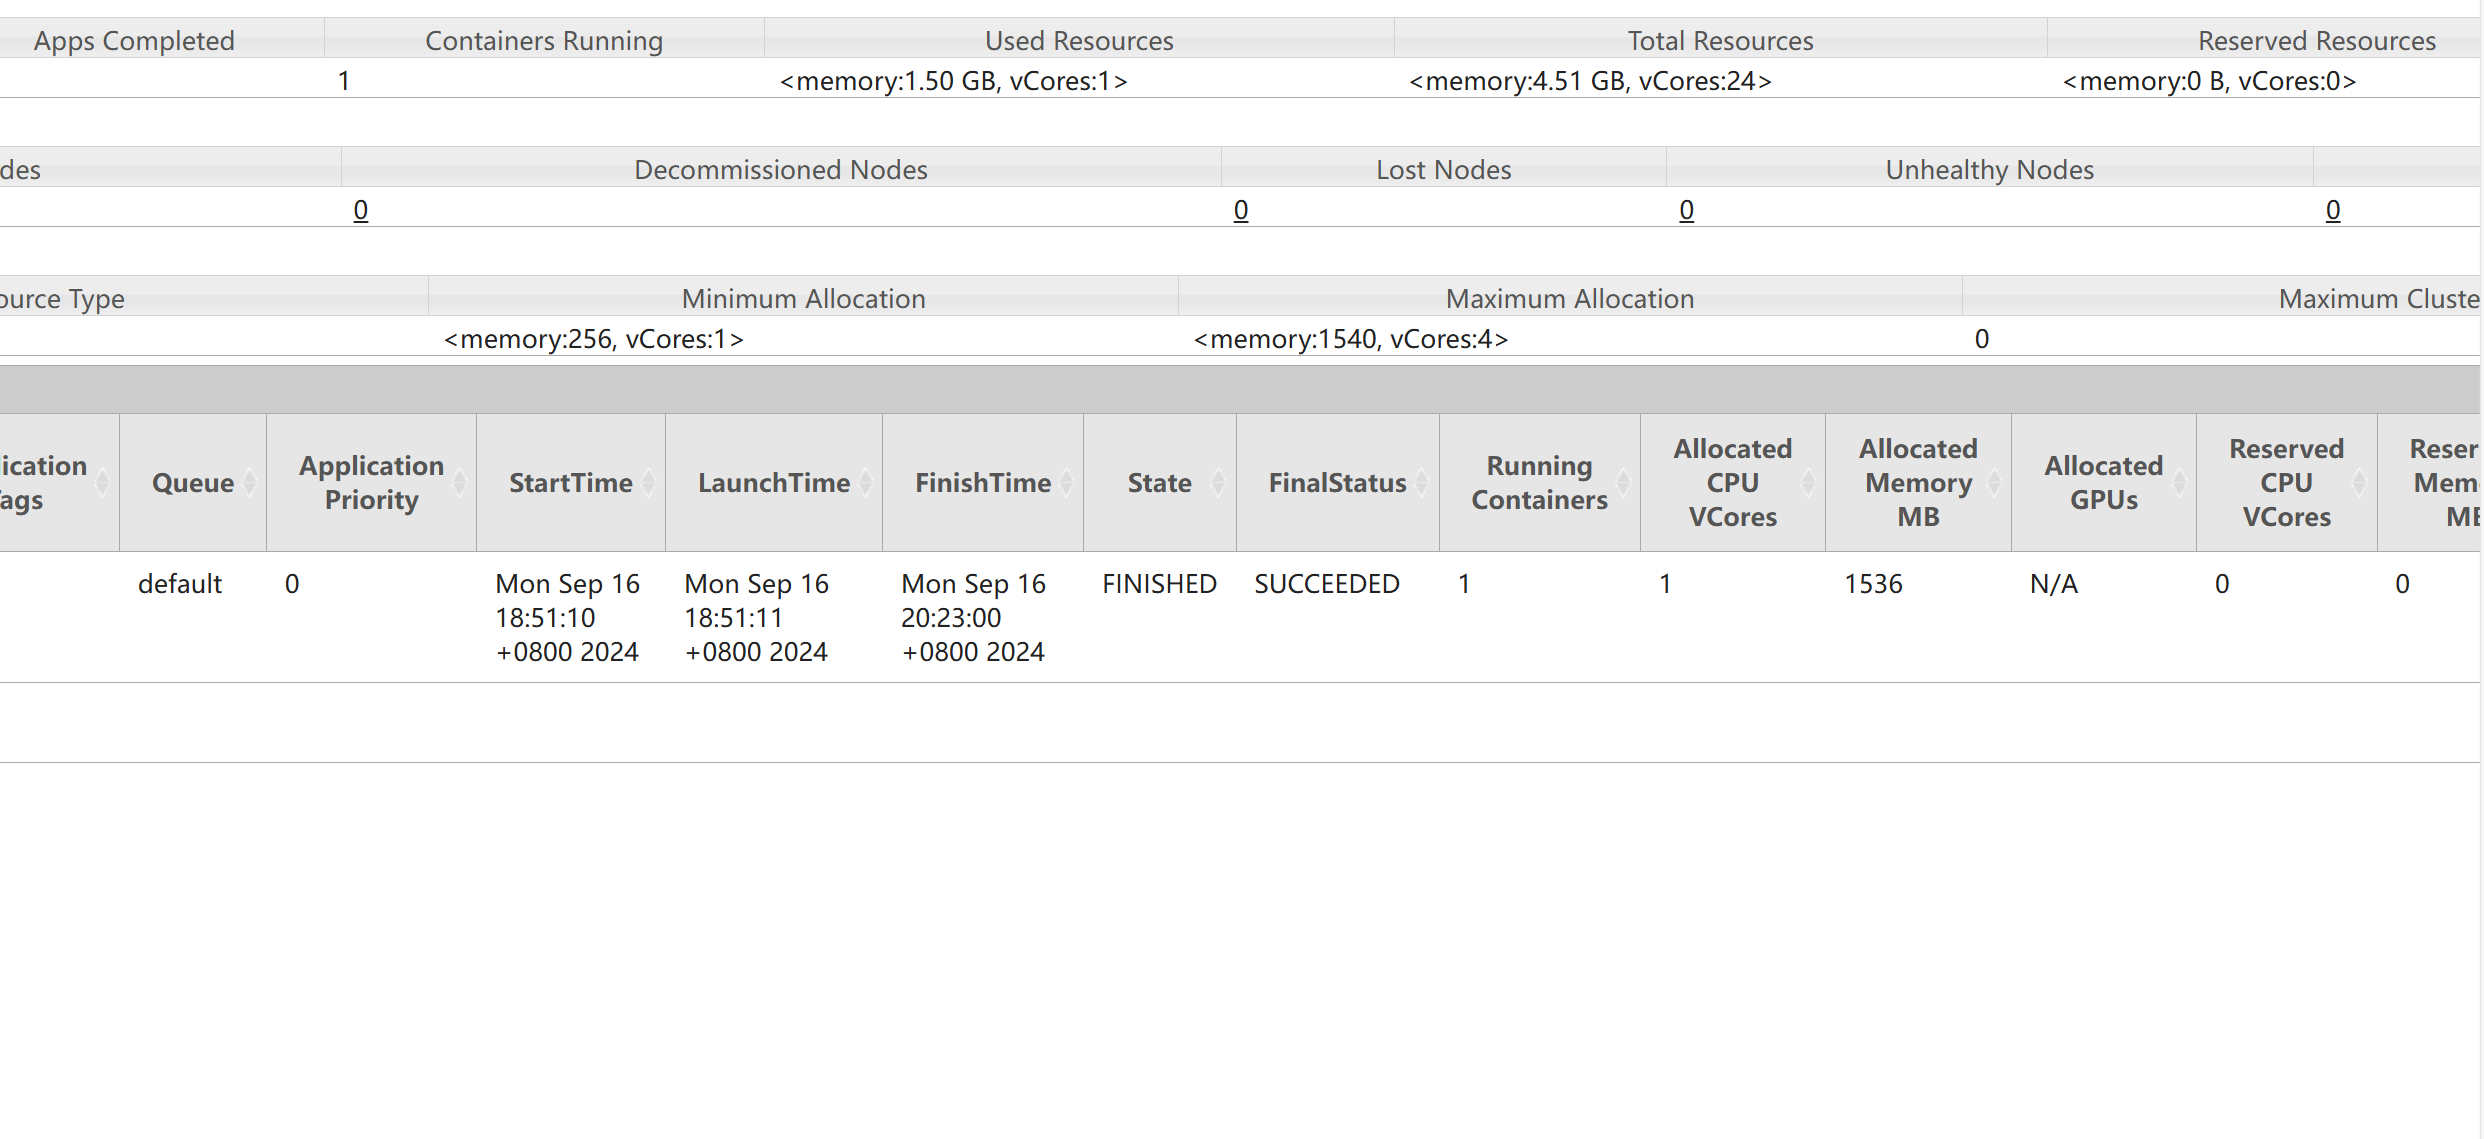 Apps Completed Containers Running Used Resources Total Resources Reserved Resources
1 <memory:1.50 GB, vCores:1> <memory:4.51 GB, vCores:24> <memory:0 B, vCores:0>
des Decommissioned Nodes Lost Nodes Unhealthy Nodes
0 0 0 0
ource Type Minimum Allocation Maximum Allocation Maximum Cluste
<memory:256, vCores:1> <memory:1540, vCores:4> 0
lication
ags
Queue
Application
Priority
StartTime
LaunchTime
FinishTime
State
FinalStatus
Running
Containers
Allocated
CPU
VCores
Allocated
Memory
MB
Allocated
GPUs
Reserved
CPU
VCores
Reser
Mem
default
0
Mon Sep 16
18:51:10
+0800 2024
Mon Sep 16
18:51:11
+0800 2024
Mon Sep 16
20:23:00
+0800 2024
FINISHED
SUCCEEDED
1
1
1536
N/A
0
0